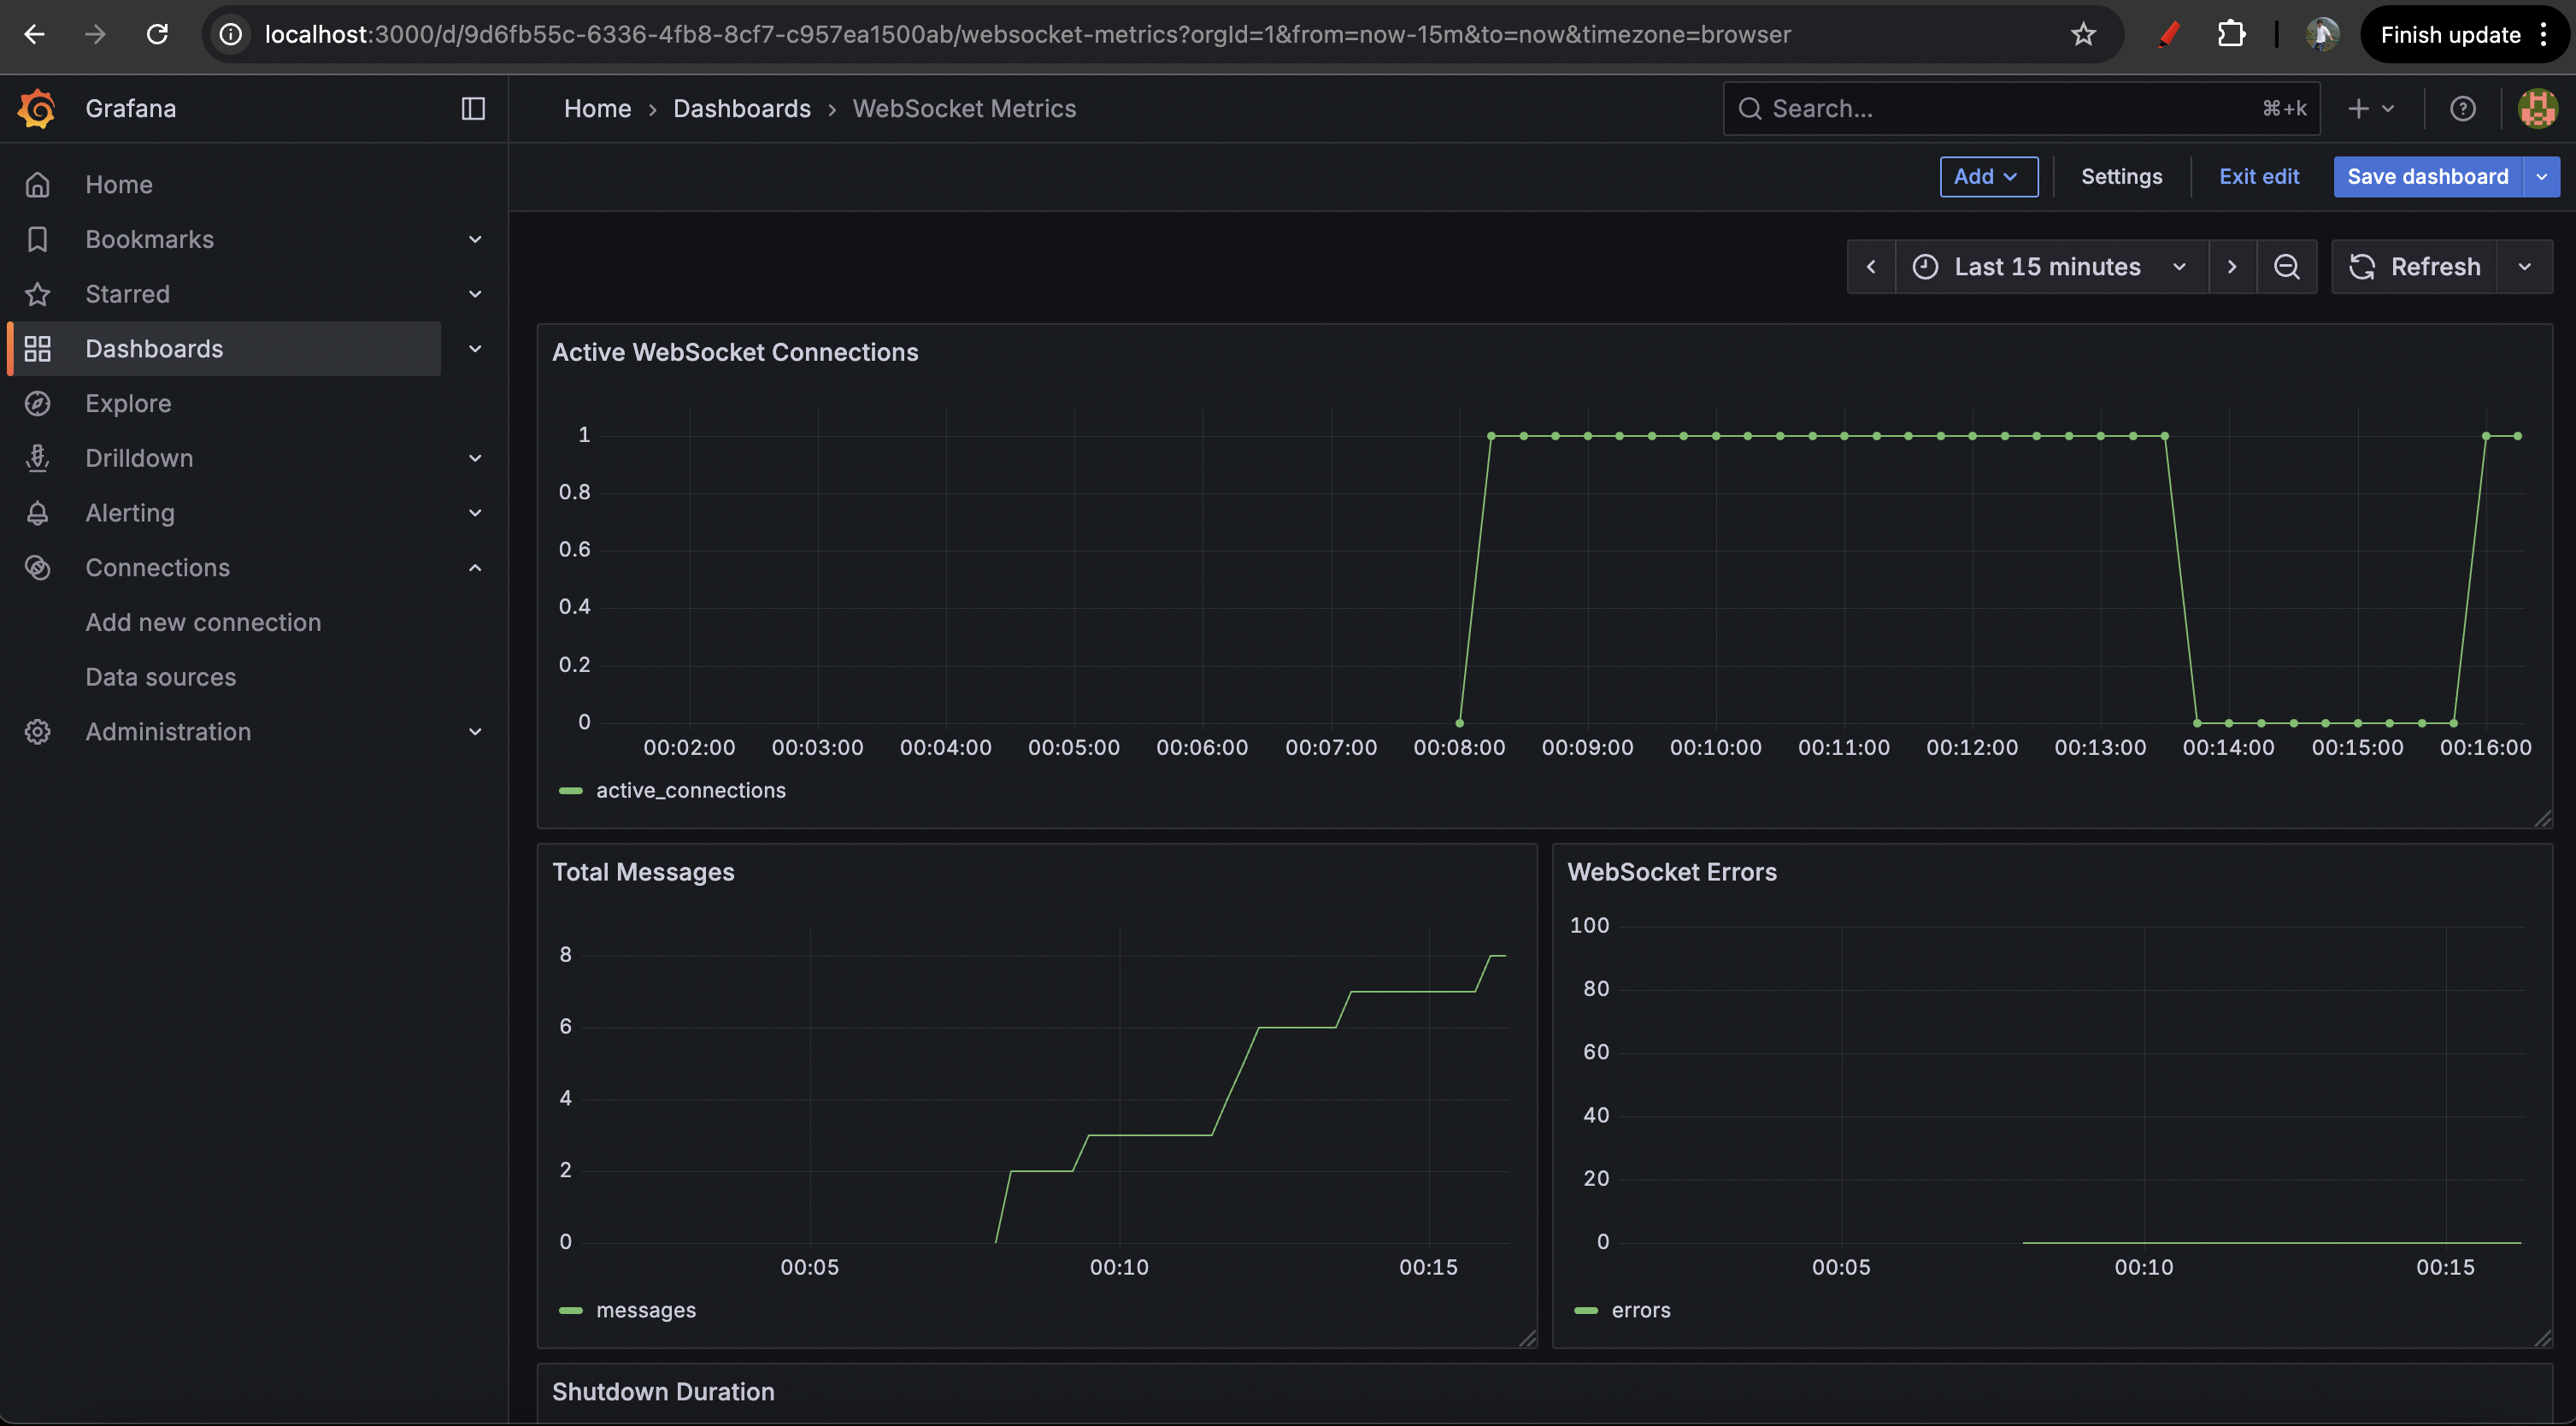 localhost:3000/d/9d6fb55c-6336-4fb8-8cf7-c957ea1500ab/websocket-metrics?orgId=1&from=now-15m&to=now&timezone=browser
Finish update
Grafana
Home › Dashboards › WebSocket Metrics
Search...
⌘+k
Add
Settings
Exit edit
Save dashboard
Home
Bookmarks
Starred
Dashboards
Explore
Drilldown
Alerting
Connections
Add new connection
Data sources
Administration
Last 15 minutes
Refresh
Active WebSocket Connections
1
0.8
0.6
0.4
0.2
0
00:02:00 00:03:00 00:04:00 00:05:00 00:06:00 00:07:00 00:08:00 00:09:00 00:10:00 00:11:00 00:12:00 00:13:00 00:14:00 00:15:00 00:16:00
active_connections
Total Messages
8
6
4
2
0
00:05 00:10 00:15
messages
WebSocket Errors
100
80
60
40
20
0
00:05 00:10 00:15
errors
Shutdown Duration